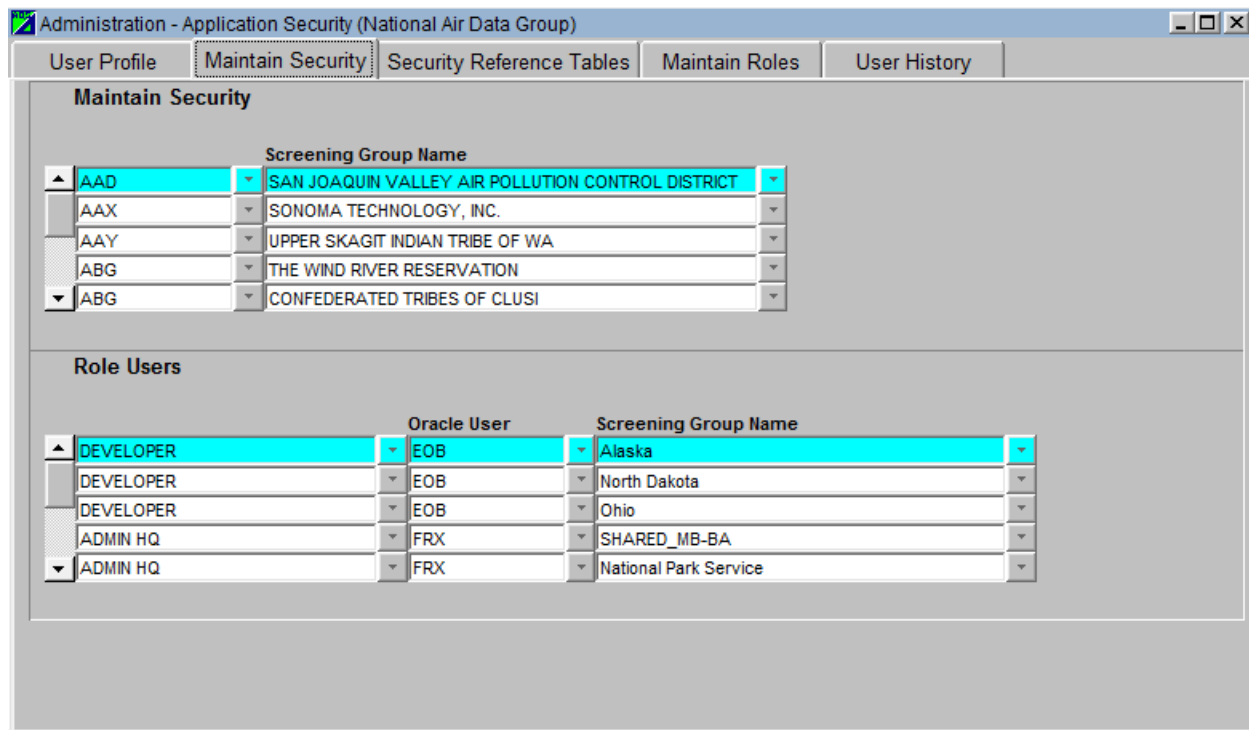 Administration - Application Security (National Air Data Group)
User Profile Maintain Security Security Reference Tables Maintain Roles User History
Maintain Security
Screening Group Name
AAD SAN JOAQUIN VALLEY AIR POLLUTION CONTROL DISTRICT
AAX SONOMA TECHNOLOGY, INC.
AAY UPPER SKAGIT INDIAN TRIBE OF WA
ABG THE WIND RIVER RESERVATION
ABG CONFEDERATED TRIBES OF CLUSI
Role Users
Oracle User Screening Group Name
DEVELOPER EOB Alaska
DEVELOPER EOB North Dakota
DEVELOPER EOB Ohio
ADMIN HQ FRX SHARED_MB-BA
ADMIN HQ FRX National Park Service